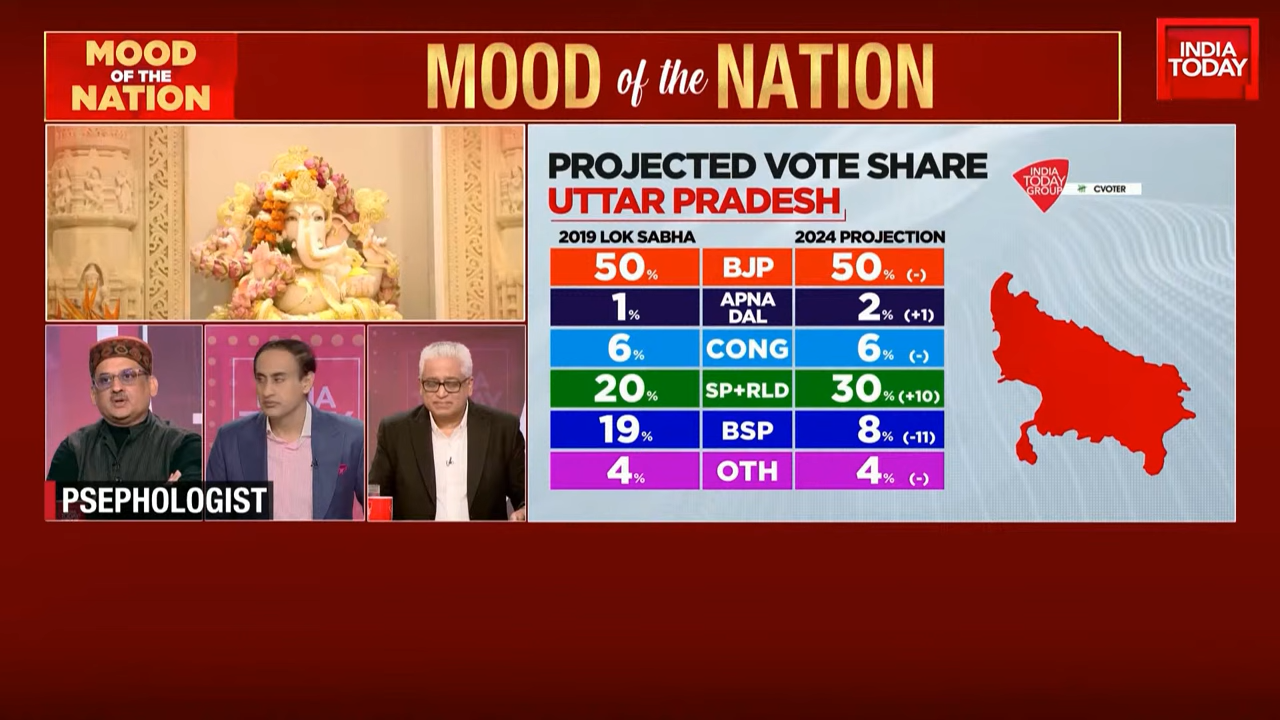 MOOD
OF THE
NATION
MOOD of the NATION
INDIA
TODAY
PROJECTED VOTE SHARE
UTTAR PRADESH
INDIA
TODAY
GROUP
CVOTER
2019 LOK SABHA 2024 PROJECTION
50% BJP 50% (-)
1% APNA DAL 2% (+1)
6% CONG 6% (-)
20% SP+RLD 30% (+10)
19% BSP 8% (-11)
4% OTH 4% (-)
PSEPHOLOGIST